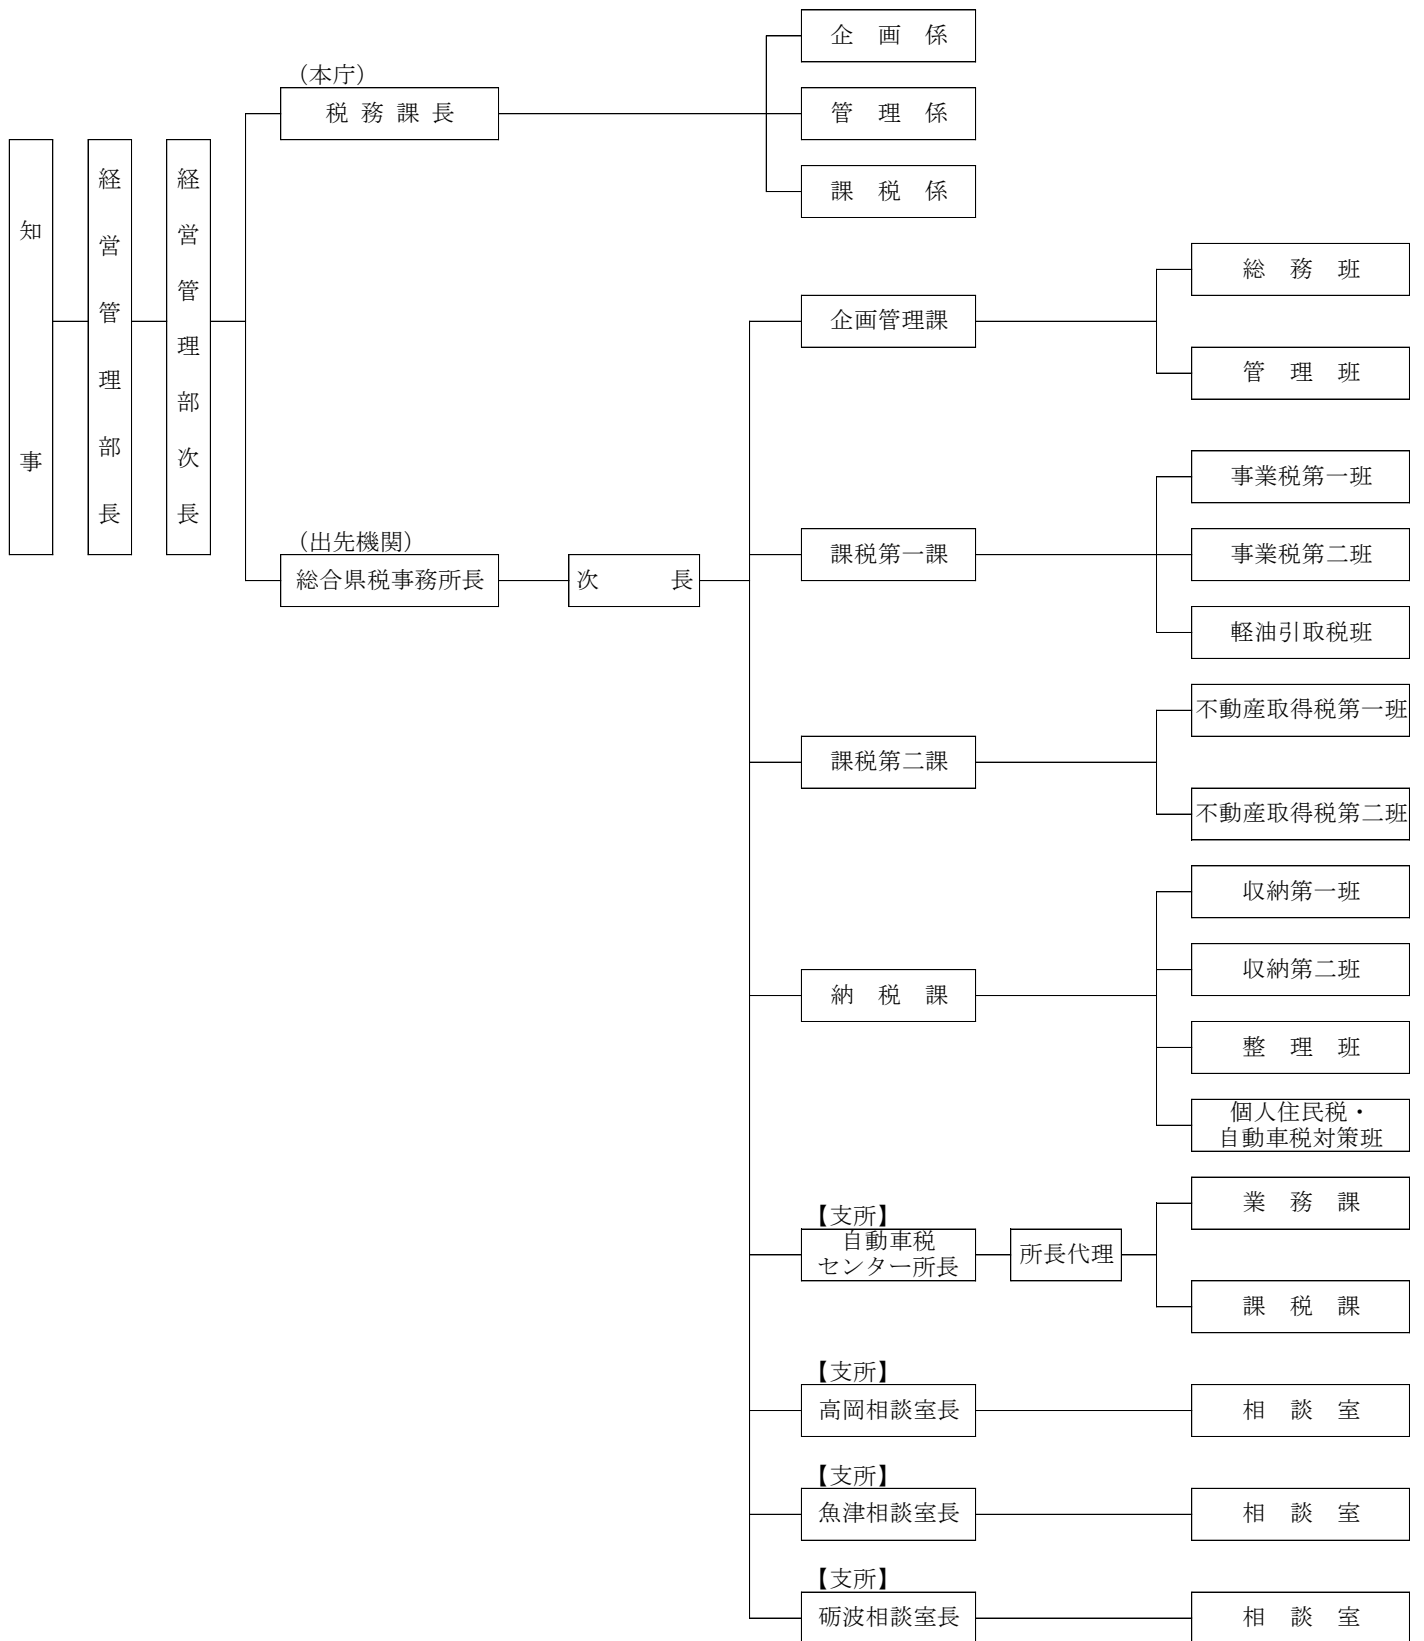 知事
経営管理部長
経営管理部次長
（本庁）
税務課長
企画係
管理係
課税係
（出先機関）
総合県税事務所長
次長
企画管理課
総務班
管理班
課税第一課
事業税第一班
事業税第二班
軽油引取税班
課税第二課
不動産取得税第一班
不動産取得税第二班
納税課
収納第一班
収納第二班
整理班
個人住民税・
自動車税対策班
【支所】
自動車税
センター所長
所長代理
業務課
課税課
【支所】
高岡相談室長
相談室
【支所】
魚津相談室長
相談室
【支所】
砺波相談室長
相談室